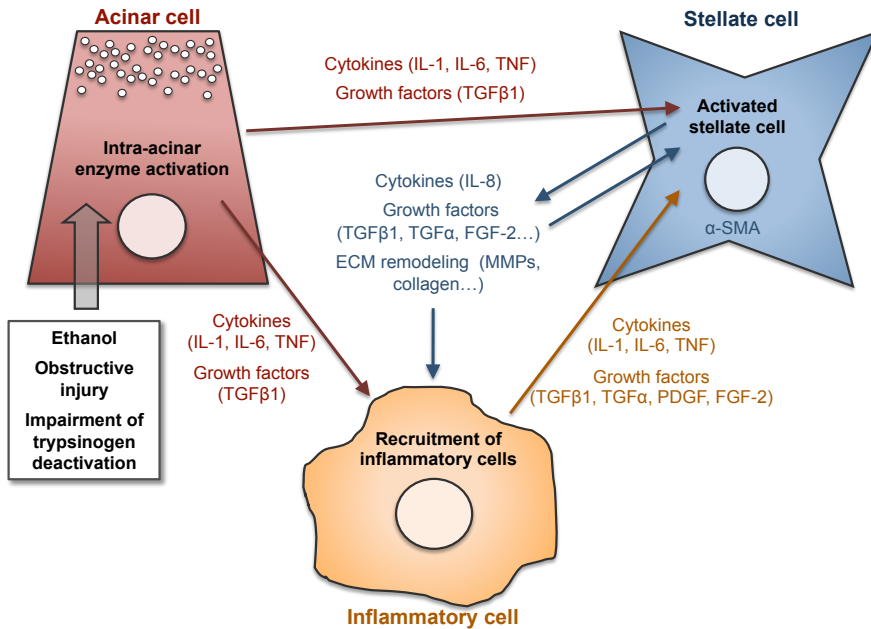 Acinar cell
Stellate cell
Cytokines (IL-1, IL-6, TNF)
Growth factors (TGFβ1)
Activated
stellate cell
Intra-acinar
enzyme activation
α-SMA
Cytokines (IL-8)
Growth factors
(TGFβ1, TGFα, FGF-2…)
ECM remodeling (MMPs,
collagen…)
Ethanol
Obstructive
injury
Impairment of
trypsinogen
deactivation
Cytokines
(IL-1, IL-6, TNF)
Growth factors
(TGFβ1)
Cytokines
(IL-1, IL-6, TNF)
Growth factors
(TGFβ1, TGFα, PDGF, FGF-2)
Recruitment of
inflammatory cells
Inflammatory cell